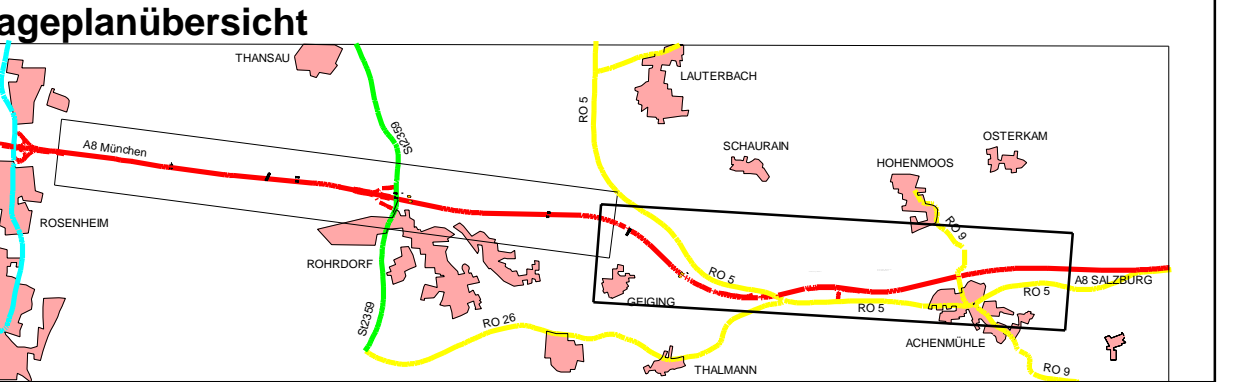 ageplanübersicht
THANSAU
LAUTERBACH
RO 5
St2359
A8 München
SCHAURAIN
OSTERKAM
HOHENMOOS
ROSENHEIM
RO 9
ROHRDORF
RO 5
A8 SALZBURG
GEIGING
RO 5
RO 5
St2359
RO 26
ACHENMÜHLE
THALMANN
RO 9